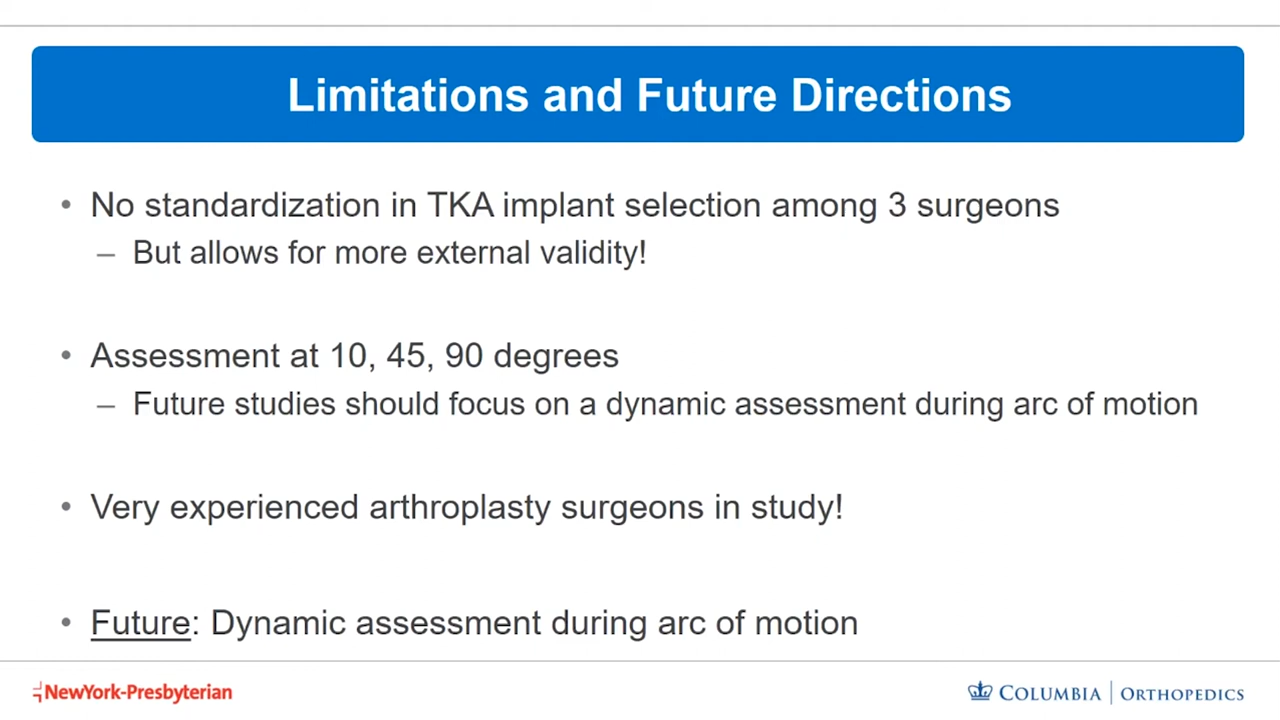 Limitations and Future Directions
• No standardization in TKA implant selection among 3 surgeons
– But allows for more external validity!
• Assessment at 10, 45, 90 degrees
– Future studies should focus on a dynamic assessment during arc of motion
• Very experienced arthroplasty surgeons in study!
• Future: Dynamic assessment during arc of motion
NewYork-Presbyterian
COLUMBIA | ORTHOPEDICS